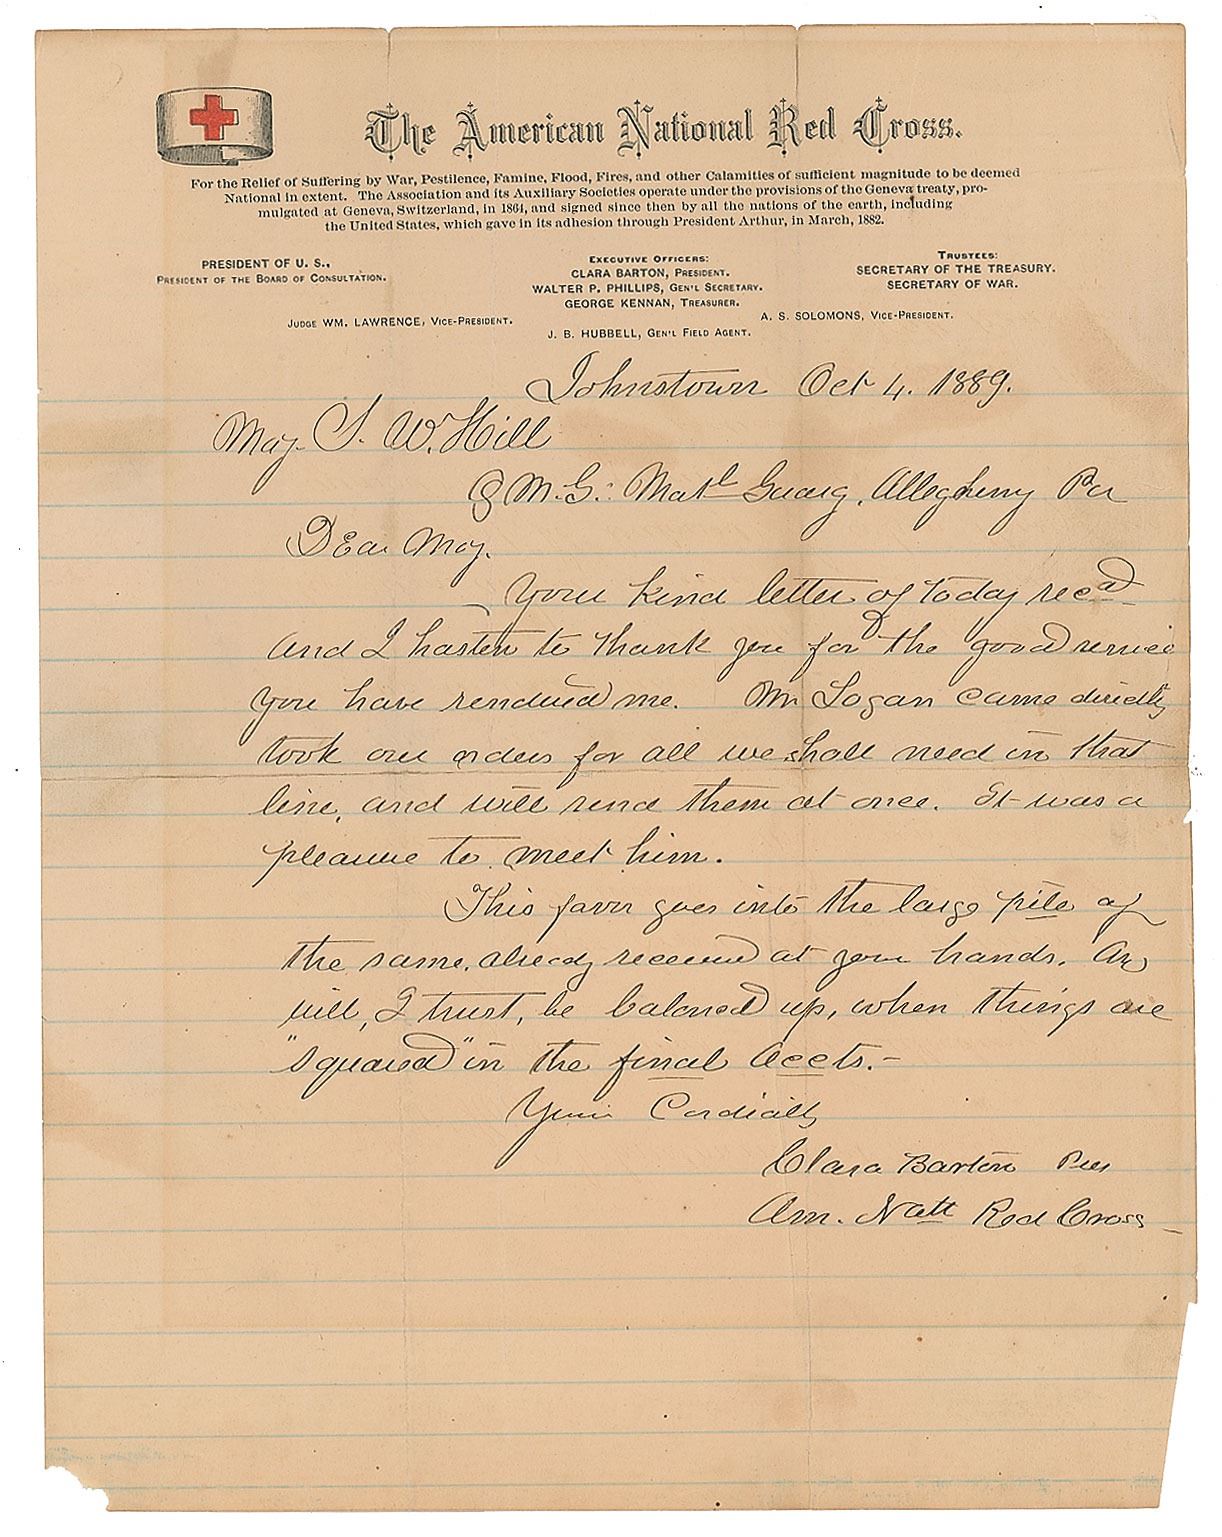 The American National Red Cross.
For the Relief of Suffering by War, Pestilence, Famine, Flood, Fires, and other Calamities of sufficient magnitude to be deemed
National in extent. The Association and its Auxiliary Societies operate under the provisions of the Geneva treaty, pro-
mulgated at Geneva, Switzerland, in 1864, and signed since then by all the nations of the earth, including
the United States, which gave in its adhesion through President Arthur, in March, 1882.
PRESIDENT OF U. S.,
PRESIDENT OF THE BOARD OF CONSULTATION.
EXECUTIVE OFFICERS:
CLARA BARTON, PRESIDENT.
WALTER P. PHILLIPS, GEN'L SECRETARY.
GEORGE KENNAN, TREASURER.
TRUSTEES:
SECRETARY OF THE TREASURY.
SECRETARY OF WAR.
JUDGE WM. LAWRENCE, VICE-PRESIDENT.
A. S. SOLOMONS, VICE-PRESIDENT.
J. B. HUBBELL, GEN'L FIELD AGENT.
Johnstown Oct 4. 1889.
Maj. S. W. Hill
Q M. G. Natl Guarg, Allegheny Pa
Dear Maj.
Your kind letter of today recd
and I hasten to thank you for the good service
you have rendered me. Mr Logan came directly
took our orders for all we shall need in that
line, and will send them at once. It was a
pleasure to meet him.
This favor goes into the large pile of
the same, already received at your hands. And
will, I trust, be balanced up, when things are
"squared" in the final accts.-
Yours Cordially
Clara Barton Pres
Am. Natl Red Cross